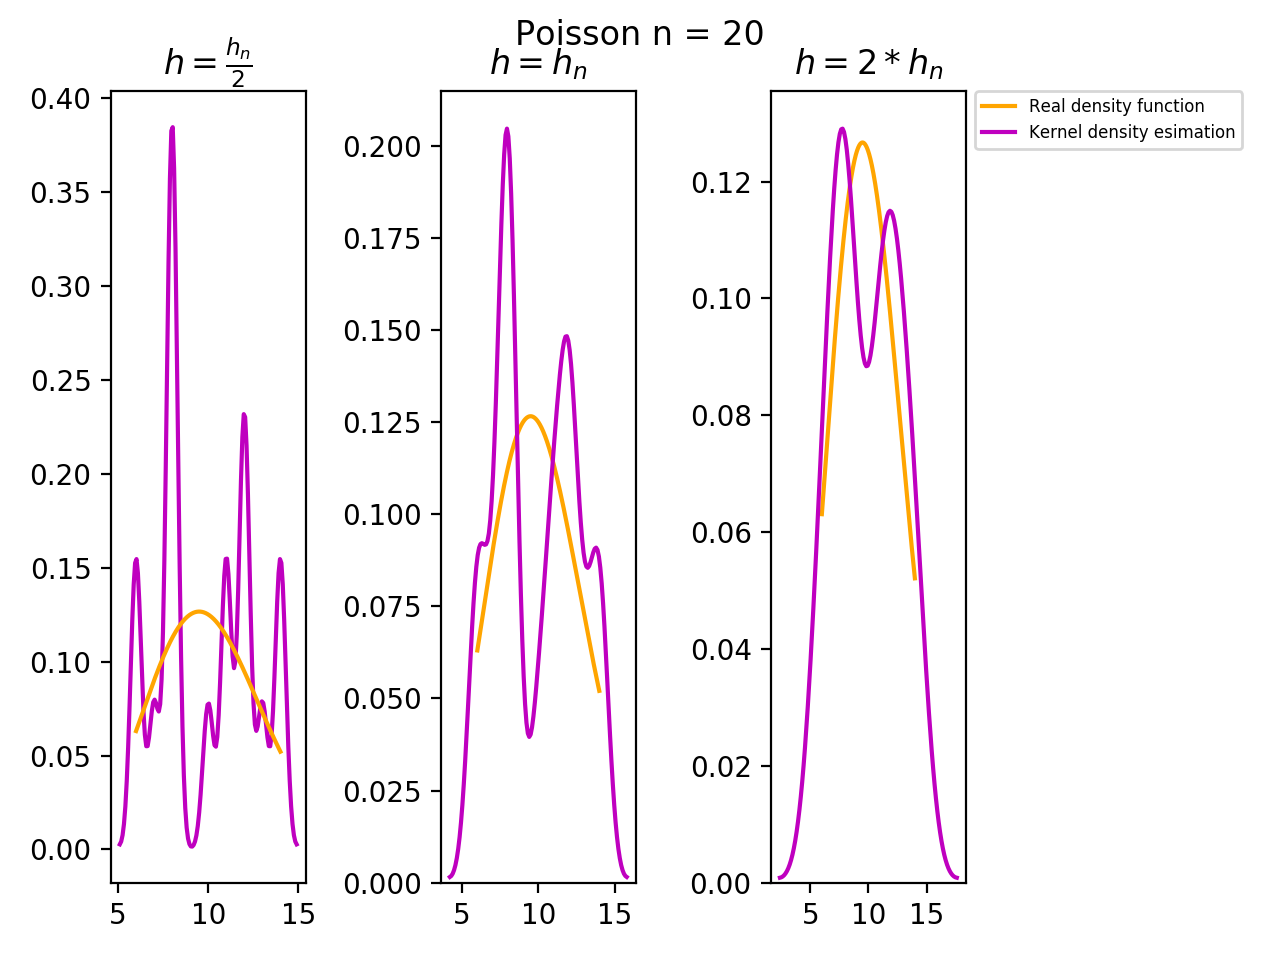 Poisson n = 20
h = h_n/2
h = h_n
h = 2 * h_n
Real density function
Kernel density esimation
0.40
0.35
0.30
0.25
0.20
0.15
0.10
0.05
0.00
5 10 15
0.200
0.175
0.150
0.125
0.100
0.075
0.050
0.025
0.000
5 10 15
0.12
0.10
0.08
0.06
0.04
0.02
0.00
5 10 15